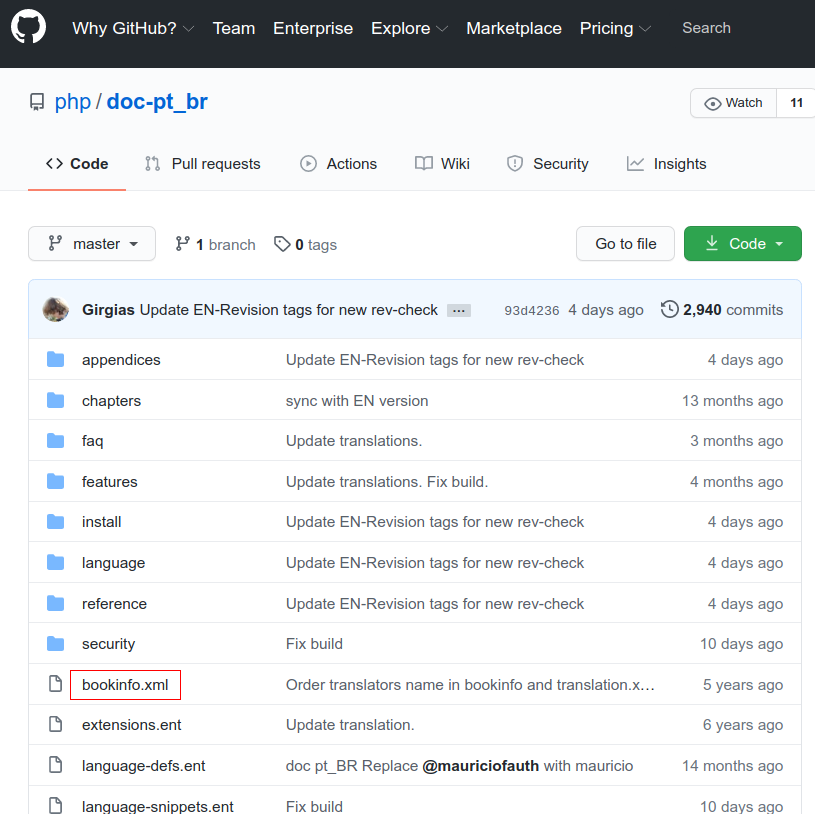 Why GitHub? Team Enterprise Explore Marketplace Pricing Search
php / doc-pt_br
Watch 11
Code Pull requests Actions Wiki Security Insights
master 1 branch 0 tags Go to file Code
Girgias Update EN-Revision tags for new rev-check … 93d4236 4 days ago 2,940 commits
appendices Update EN-Revision tags for new rev-check 4 days ago
chapters sync with EN version 13 months ago
faq Update translations. 3 months ago
features Update translations. Fix build. 4 months ago
install Update EN-Revision tags for new rev-check 4 days ago
language Update EN-Revision tags for new rev-check 4 days ago
reference Update EN-Revision tags for new rev-check 4 days ago
security Fix build 10 days ago
bookinfo.xml Order translators name in bookinfo and translation.x… 5 years ago
extensions.ent Update translation. 6 years ago
language-defs.ent doc pt_BR Replace @mauriciofauth with mauricio 14 months ago
language-snippets.ent Fix build 10 days ago